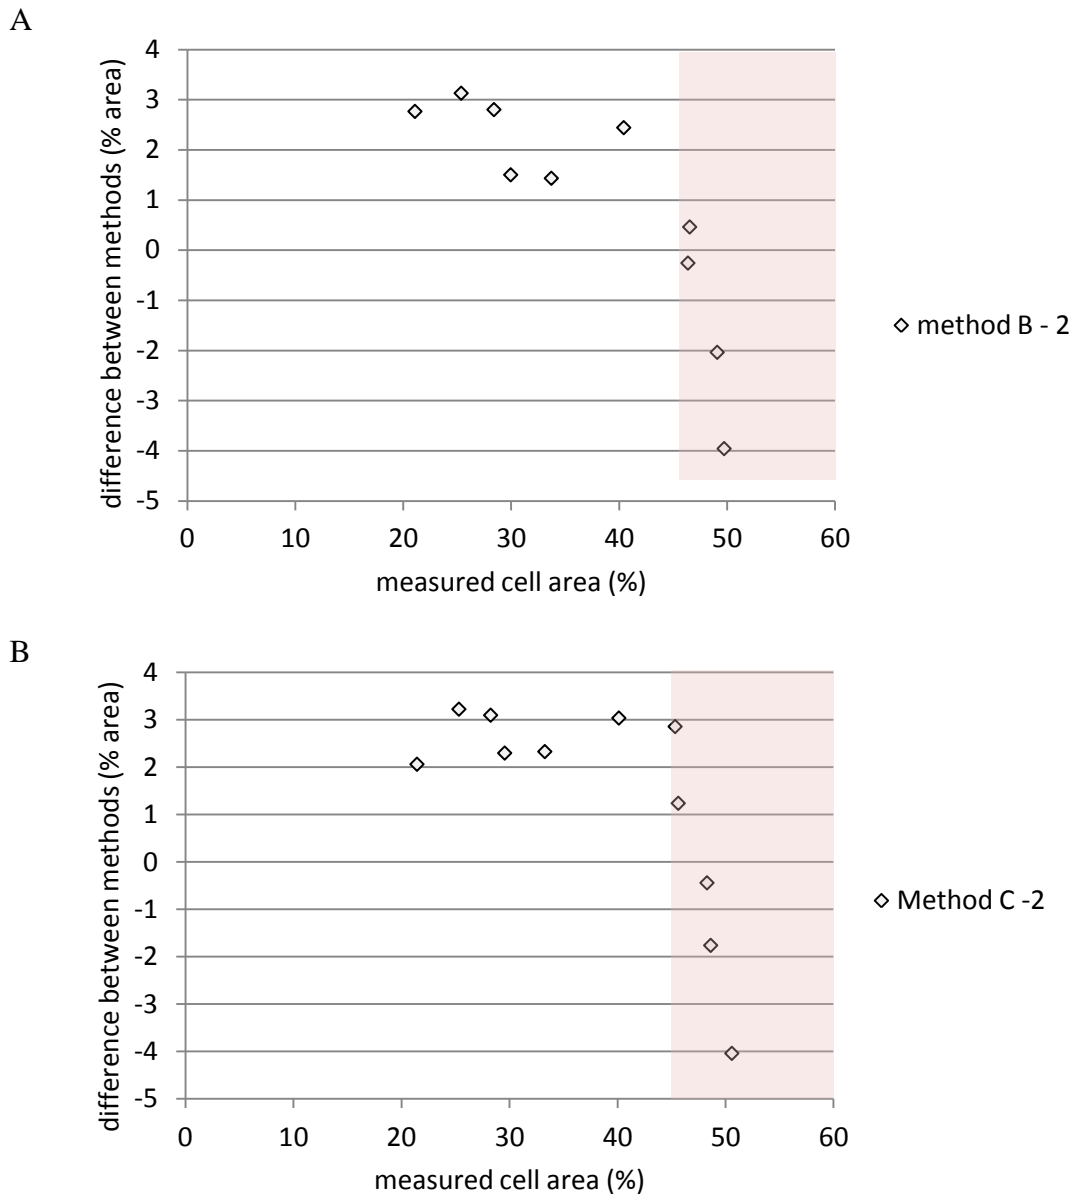 A
difference between methods (% area)
4
3
2
1
0
-1
-2
-3
-4
-5
0 10 20 30 40 50 60
measured cell area (%)
method B - 2
B
difference between methods (% area)
4
3
2
1
0
-1
-2
-3
-4
-5
0 10 20 30 40 50 60
measured cell area (%)
Method C -2